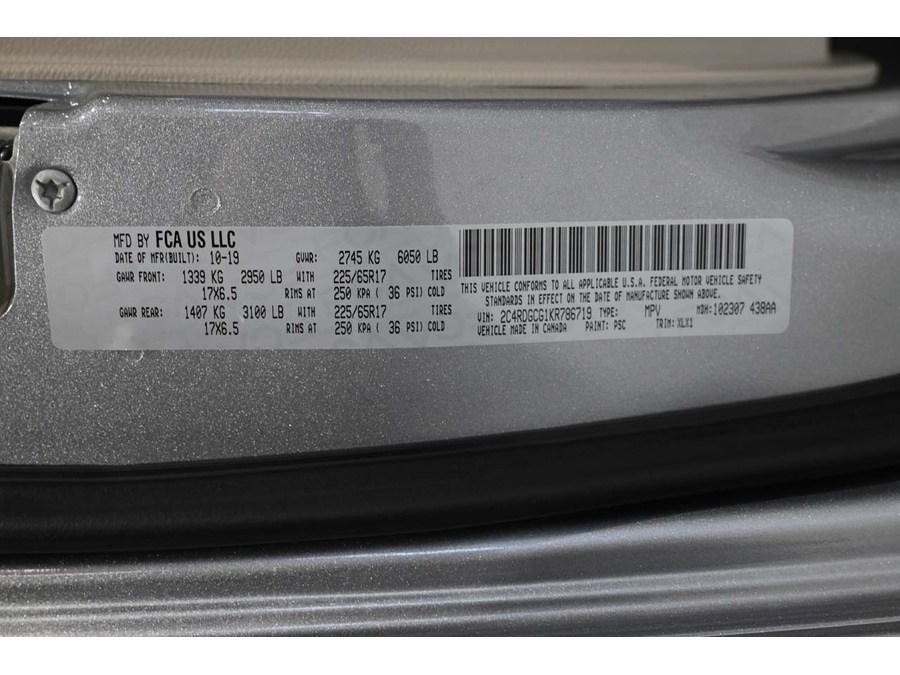 MFD BY FCA US LLC
DATE OF MFR(BUILT): 10-19 GVWR: 2745 KG 6050 LB
GAWR FRONT: 1339 KG 2950 LB WITH 225/65R17 TIRES
17X6.5 RIMS AT 250 KPA ( 36 PSI) COLD
GAWR REAR: 1407 KG 3100 LB WITH 225/65R17 TIRES
17X6.5 RIMS AT 250 KPA ( 36 PSI) COLD
THIS VEHICLE CONFORMS TO ALL APPLICABLE U.S.A. FEDERAL MOTOR VEHICLE SAFETY
STANDARDS IN EFFECT ON THE DATE OF MANUFACTURE SHOWN ABOVE.
VIN: 2C4RDGCG1KR786719 TYPE: MPV MDH: 102307 438AA
VEHICLE MADE IN CANADA PAINT: PSC TRIM: XLX1